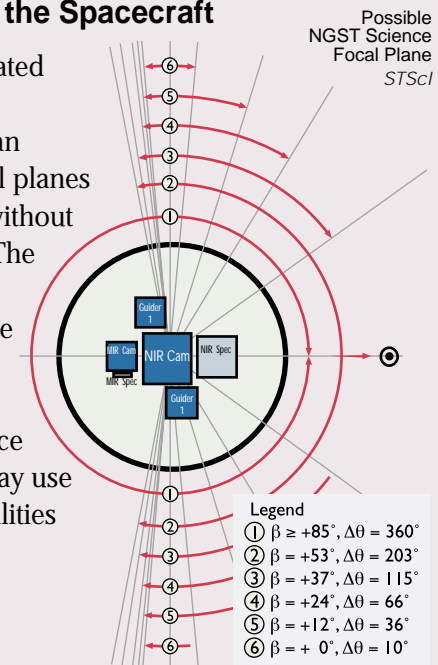 the Spacecraft
Possible
NGST Science
Focal Plane
STScI
ated
an
l planes
without
The
e
ce
ay use
lities
6
5
4
3
2
1
Guider
1
MIR Cam
NIR Cam
NIR Spec
MIR Spec
Guider
1
1
2
3
4
5
6
Legend
1 β ≥ +85°, Δθ = 360°
2 β = +53°, Δθ = 203°
3 β = +37°, Δθ = 115°
4 β = +24°, Δθ = 66°
5 β = +12°, Δθ = 36°
6 β = + 0°, Δθ = 10°